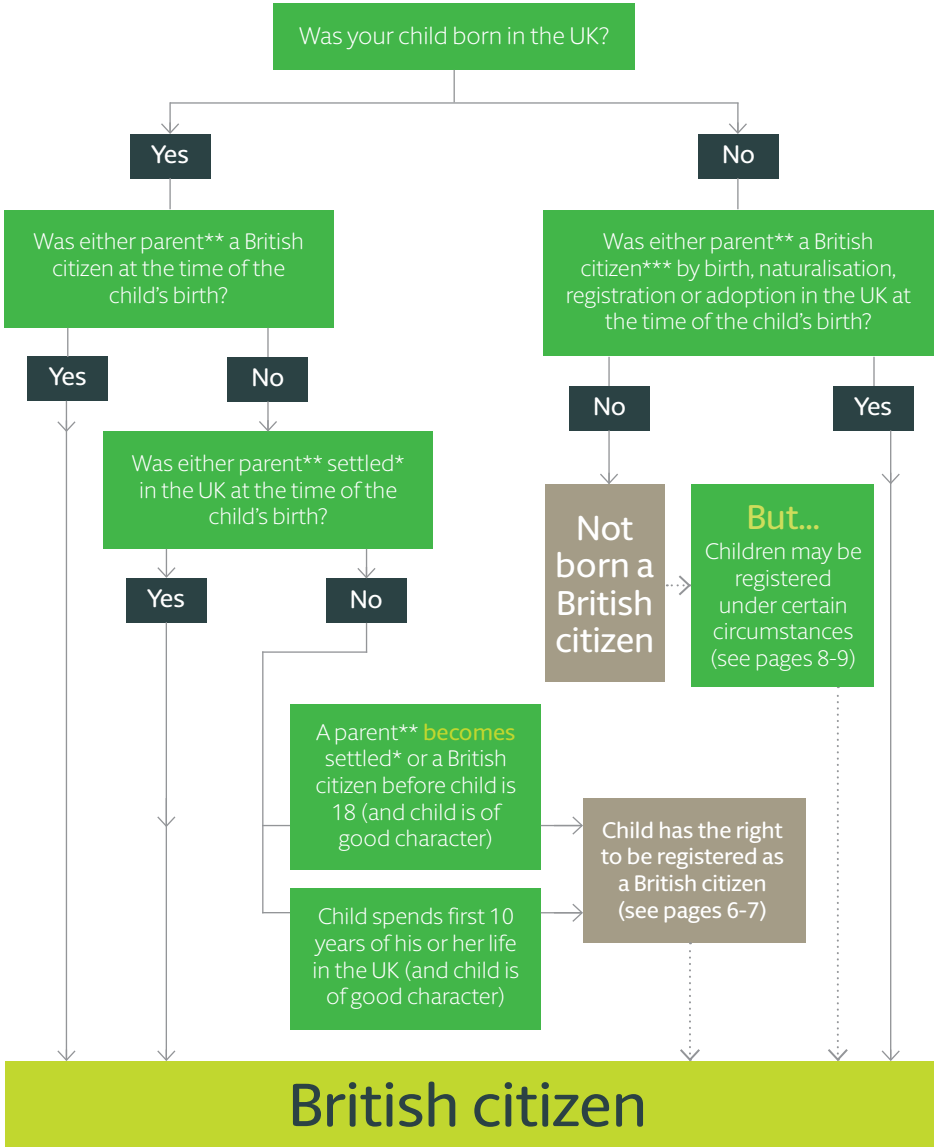 Was your child born in the UK?
Yes
No
Was either parent** a British
citizen at the time of the
child’s birth?
Was either parent** a British
citizen*** by birth, naturalisation,
registration or adoption in the UK at
the time of the child’s birth?
Yes
No
No
Yes
Was either parent** settled*
in the UK at the time of the
child’s birth?
Not
born a
British
citizen
But...
Children may be
registered
under certain
circumstances
(see pages 8-9)
Yes
No
A parent** becomes
settled* or a British
citizen before child is
18 (and child is of
good character)
Child has the right
to be registered as
a British citizen
(see pages 6-7)
Child spends first 10
years of his or her life
in the UK (and child is
of good character)
British citizen